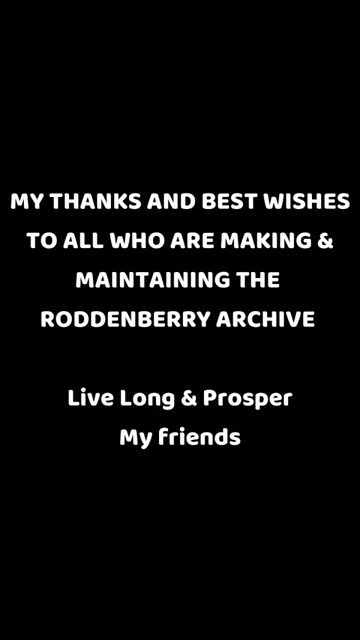 MY THANKS AND BEST WISHES
TO ALL WHO ARE MAKING &
MAINTAINING THE
RODDENBERRY ARCHIVE
Live Long & Prosper
My friends